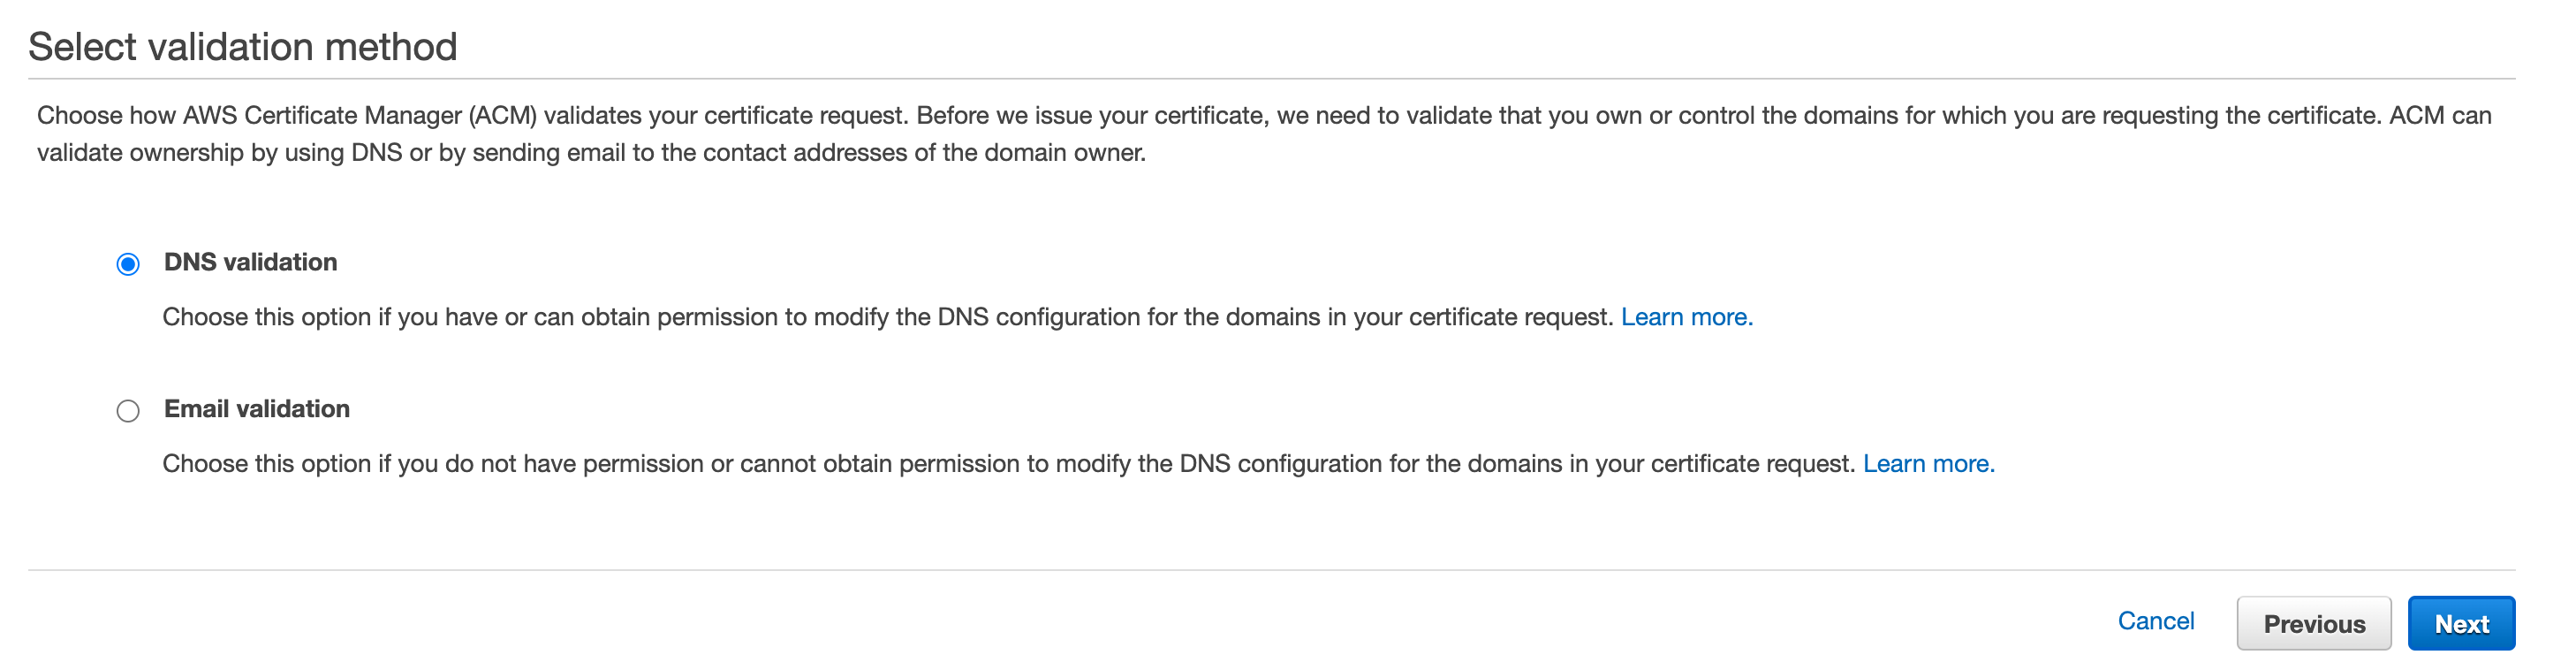 Select validation method
Choose how AWS Certificate Manager (ACM) validates your certificate request. Before we issue your certificate, we need to validate that you own or control the domains for which you are requesting the certificate. ACM can
validate ownership by using DNS or by sending email to the contact addresses of the domain owner.
DNS validation
Choose this option if you have or can obtain permission to modify the DNS configuration for the domains in your certificate request. Learn more.
Email validation
Choose this option if you do not have permission or cannot obtain permission to modify the DNS configuration for the domains in your certificate request. Learn more.
Cancel Previous Next